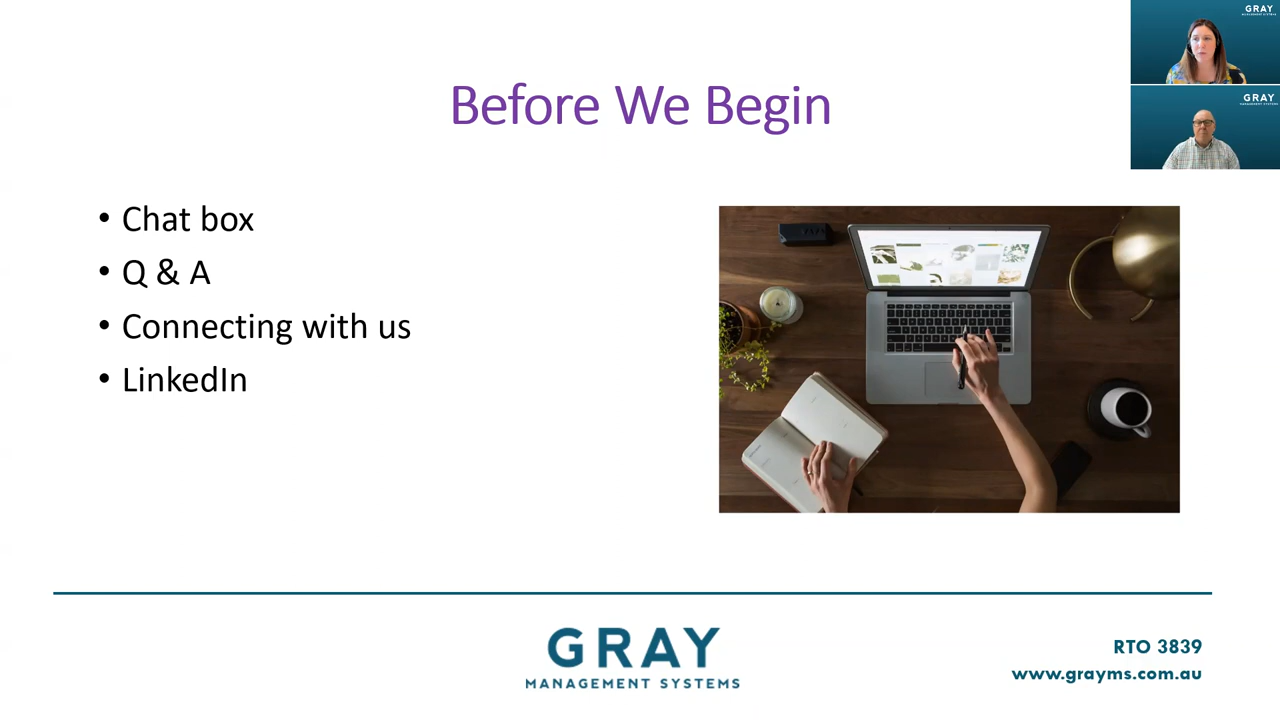 GRAY
Before We Begin
GRAY
• Chat box
• Q & A
• Connecting with us
• LinkedIn
GRAY
MANAGEMENT SYSTEMS
RTO 3839
www.grayms.com.au